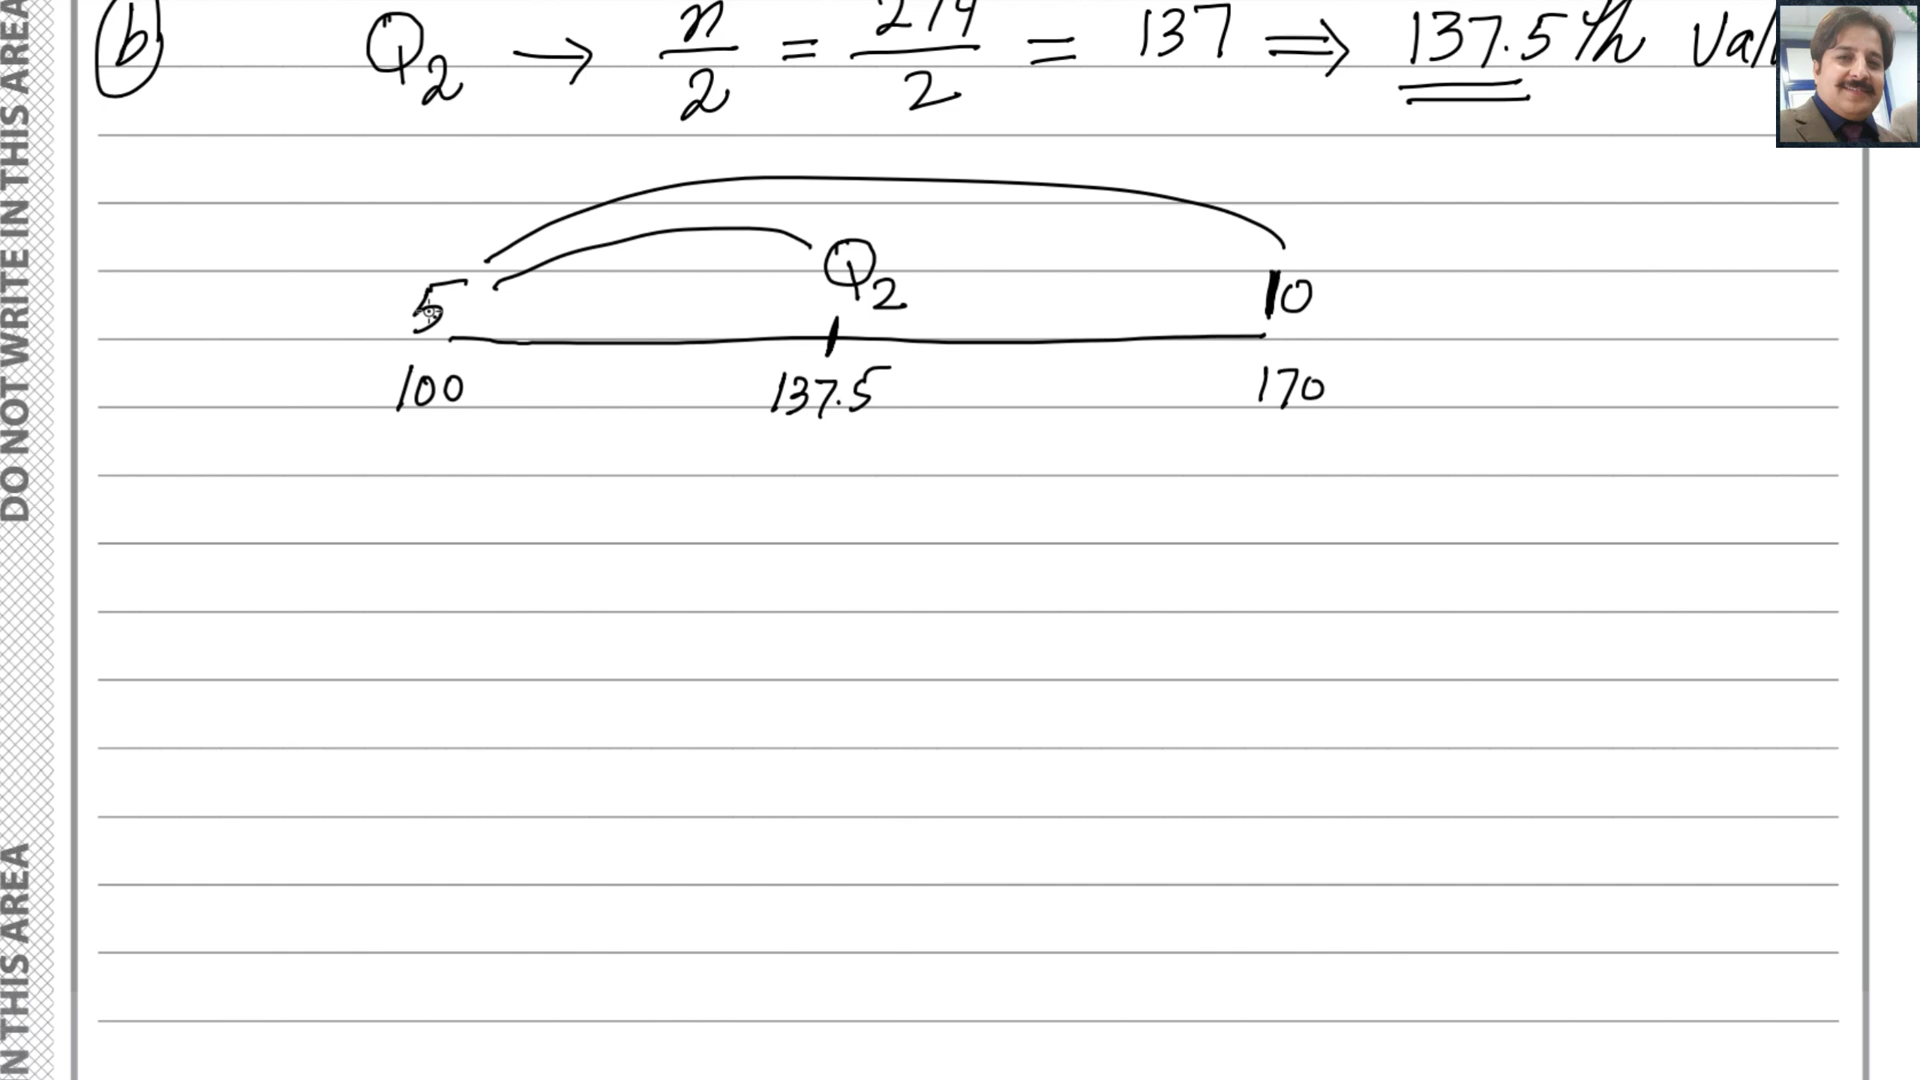 (b) Q₂ → n/2 = 274/2 = 137 ⇒ 137.5th
5 Q₂ 10
100 137.5 170
DO NOT WRITE IN THIS AREA
N THIS AREA